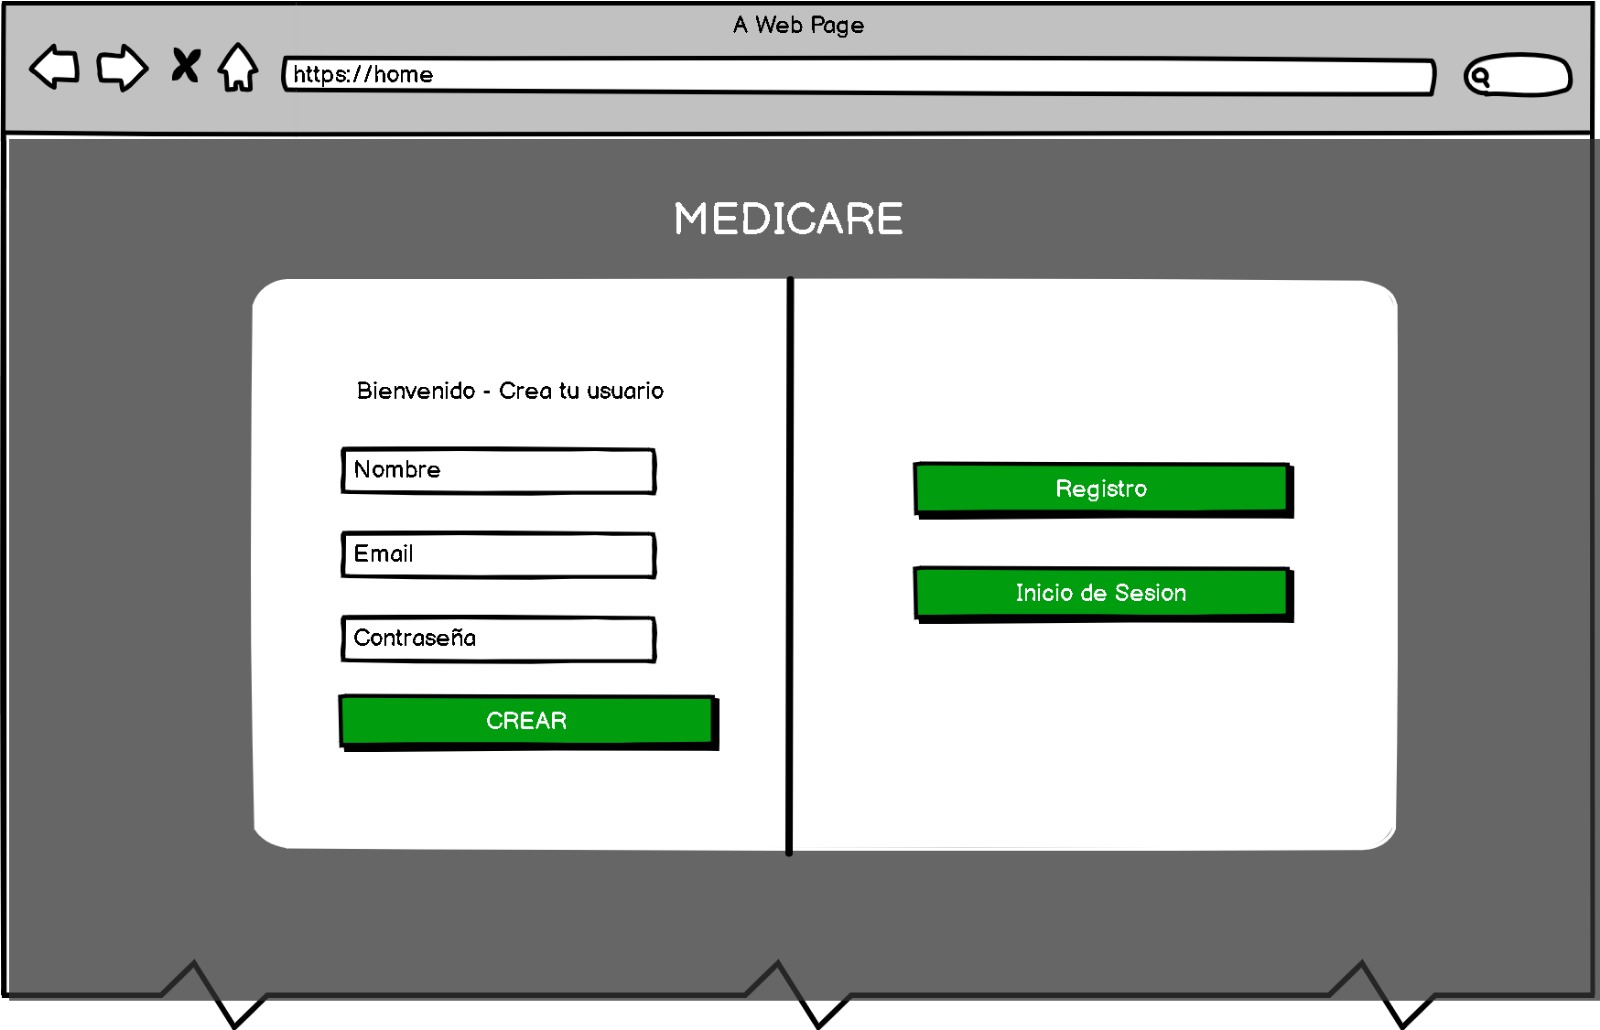 A Web Page
https://home
MEDICARE
Bienvenido - Crea tu usuario
Nombre
Email
Contraseña
CREAR
Registro
Inicio de Sesion